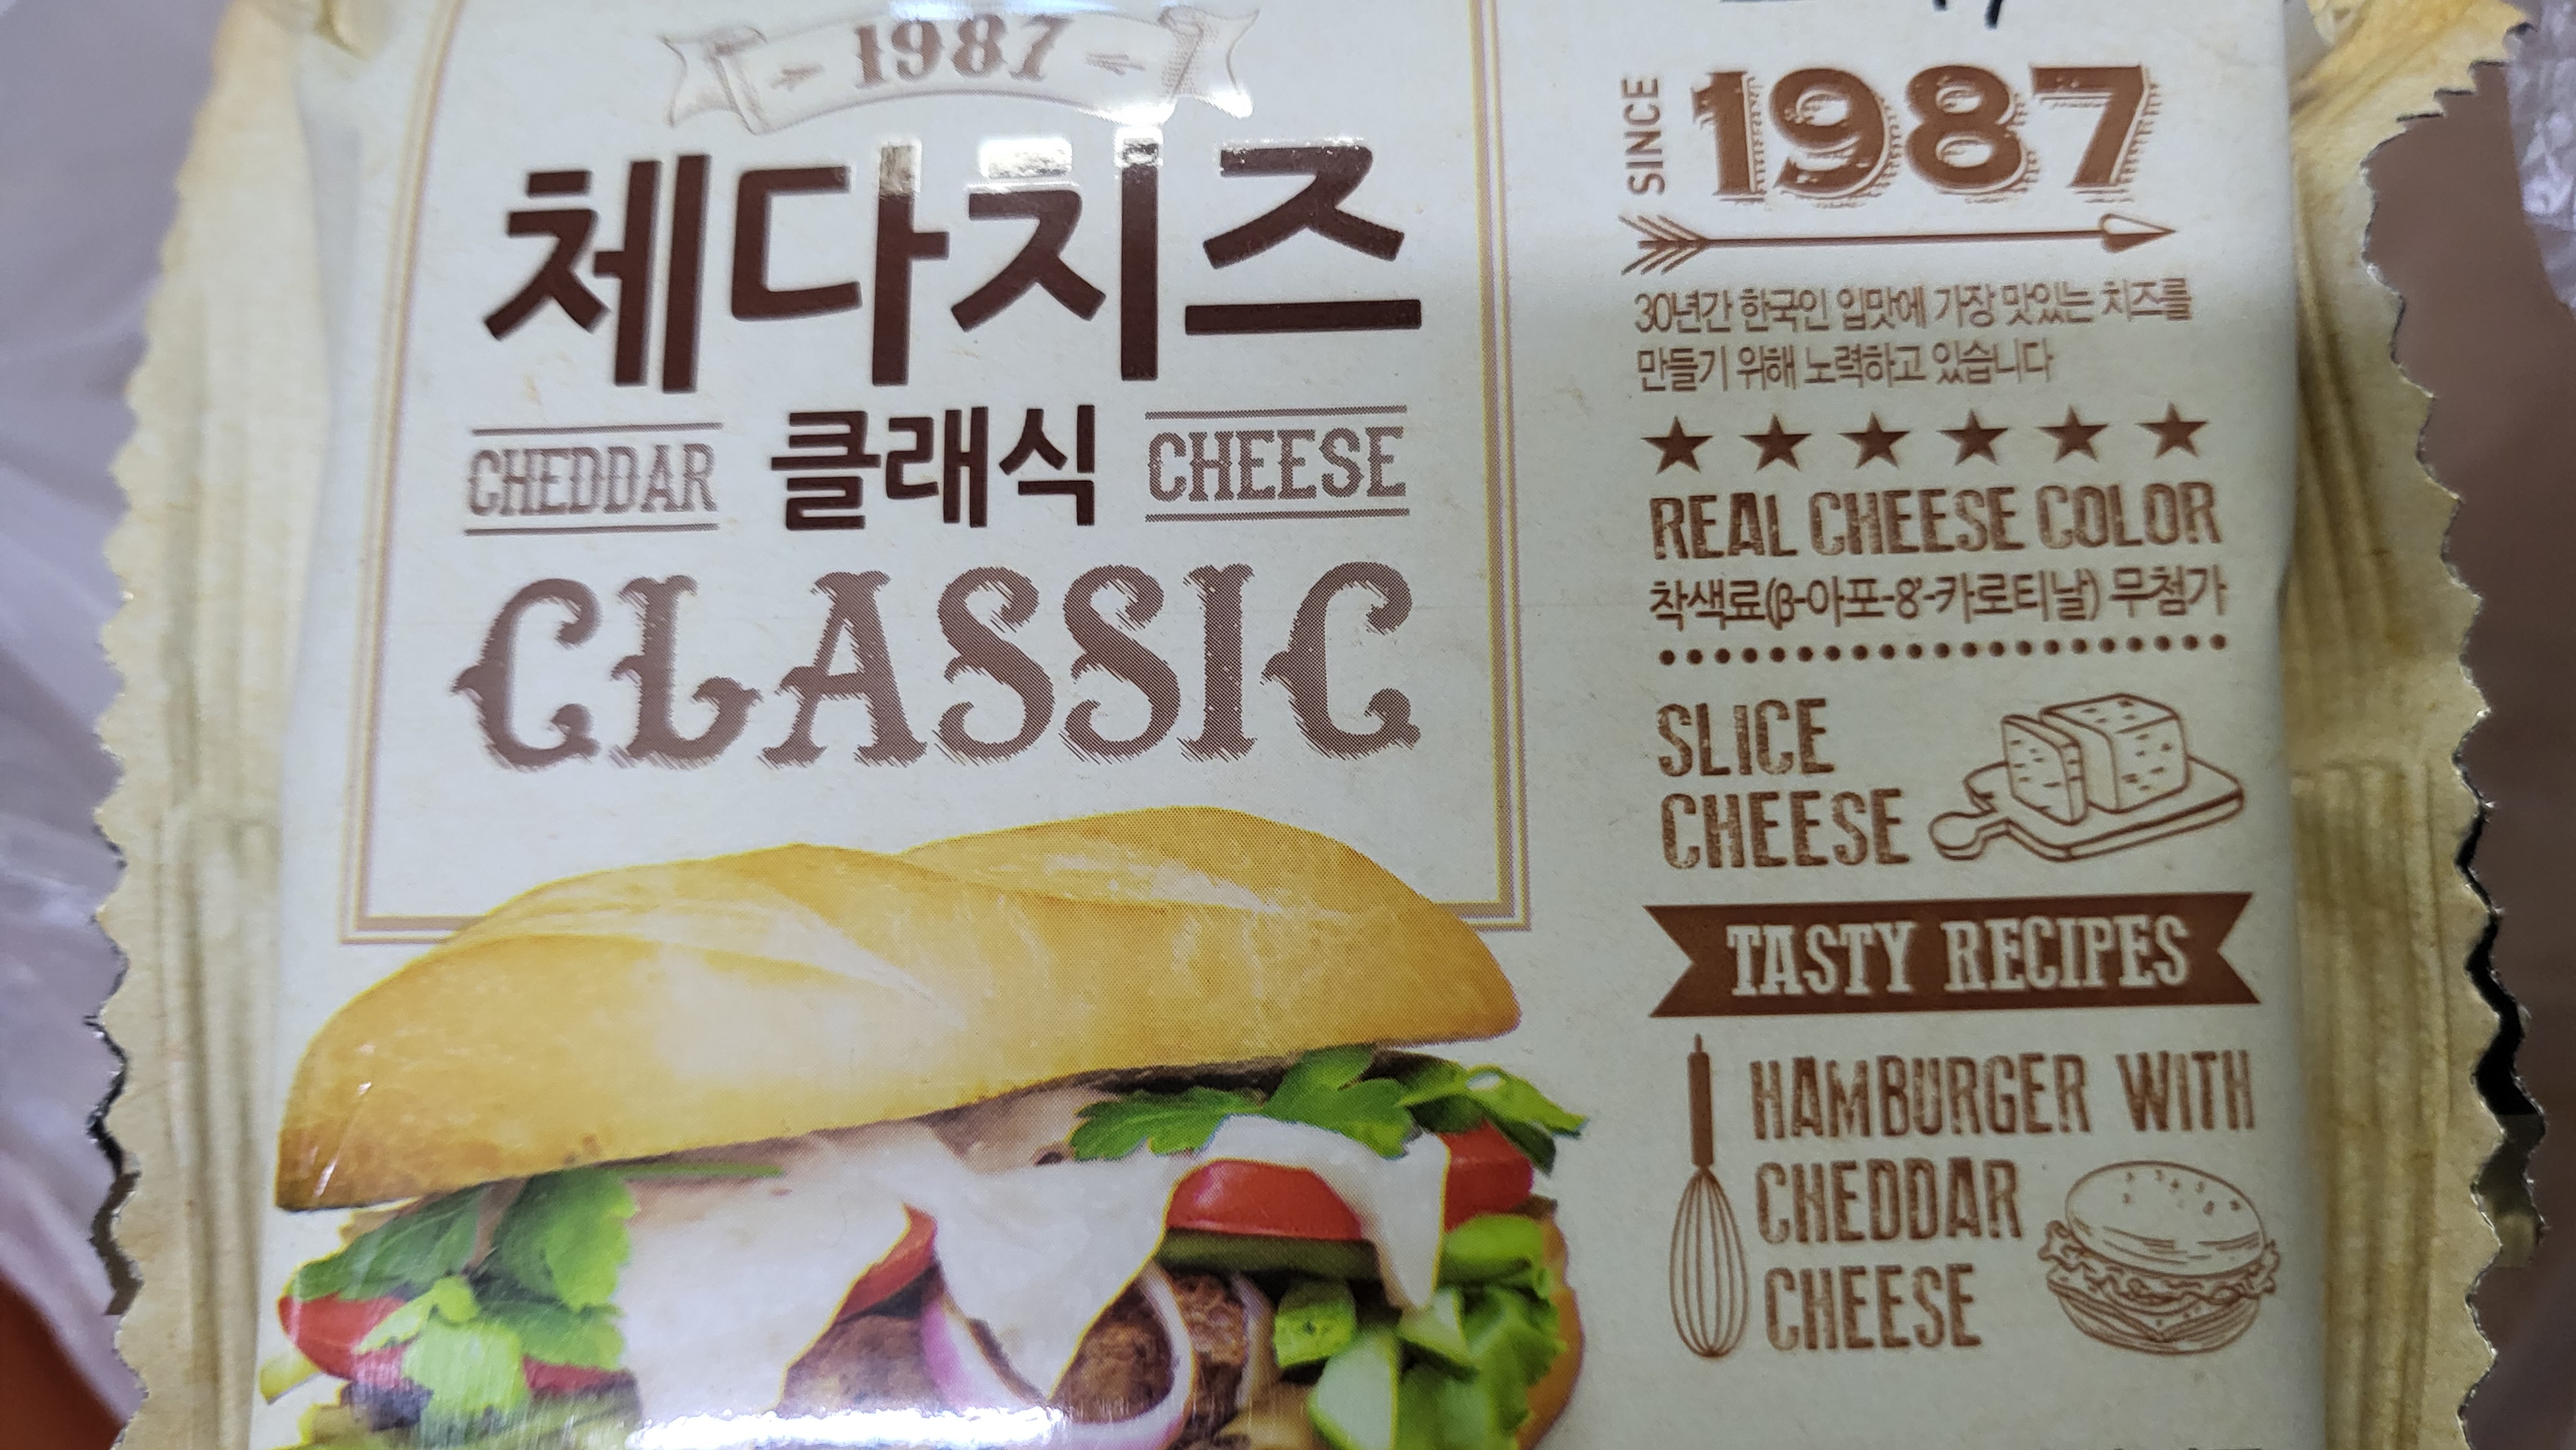 1987
체다치즈
CHEDDAR 클래식 CHEESE
CLASSIC
SINCE 1987
30년간 한국인 입맛에 가장 맛있는 치즈를
만들기 위해 노력하고 있습니다
REAL CHEESE COLOR
착색료(β-아포-8'-카로티날) 무첨가
SLICE
CHEESE
TASTY RECIPES
HAMBURGER WITH
CHEDDAR
CHEESE